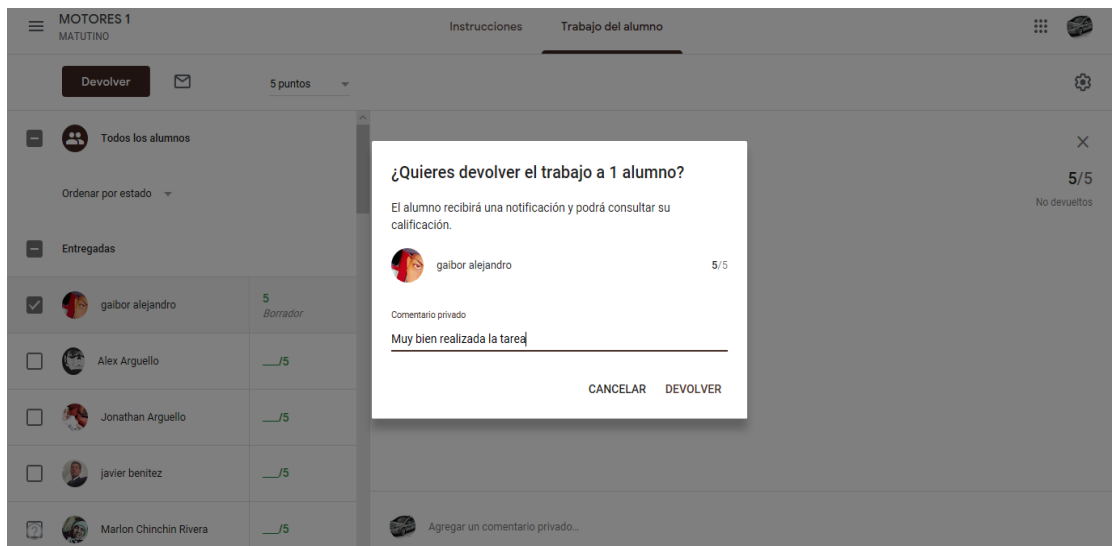 MOTORES 1
MATUTINO
Instrucciones
Trabajo del alumno
Devolver
5 puntos
Todos los alumnos
Ordenar por estado
Entregadas
gaibor alejandro
5
Borrador
Alex Arguello
__/5
Jonathan Arguello
__/5
javier benitez
__/5
Marlon Chinchin Rivera
__/5
¿Quieres devolver el trabajo a 1 alumno?
El alumno recibirá una notificación y podrá consultar su
calificación.
gaibor alejandro
5/5
Comentario privado
Muy bien realizada la tarea
CANCELAR
DEVOLVER
5/5
No devueltos
Agregar un comentario privado...